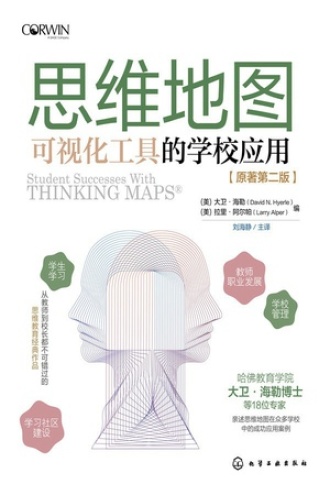 CORWIN
思维地图
可视化工具的学校应用
Student Successes With
THINKING MAPS®
【原著第二版】
(美) 大卫·海勒 (David N. Hyerle)
(美) 拉里·阿尔帕 (Larry Alper) 编
刘海静 / 主译
学生
学习
从教师到校长都不可错过的
思维教育经典作品
学习社区
建设
教师
职业发展
学校
管理
哈佛教育学院
大卫·海勒博士
等18位专家
亲述思维地图在众多学校
中的成功应用案例
化学工业出版社